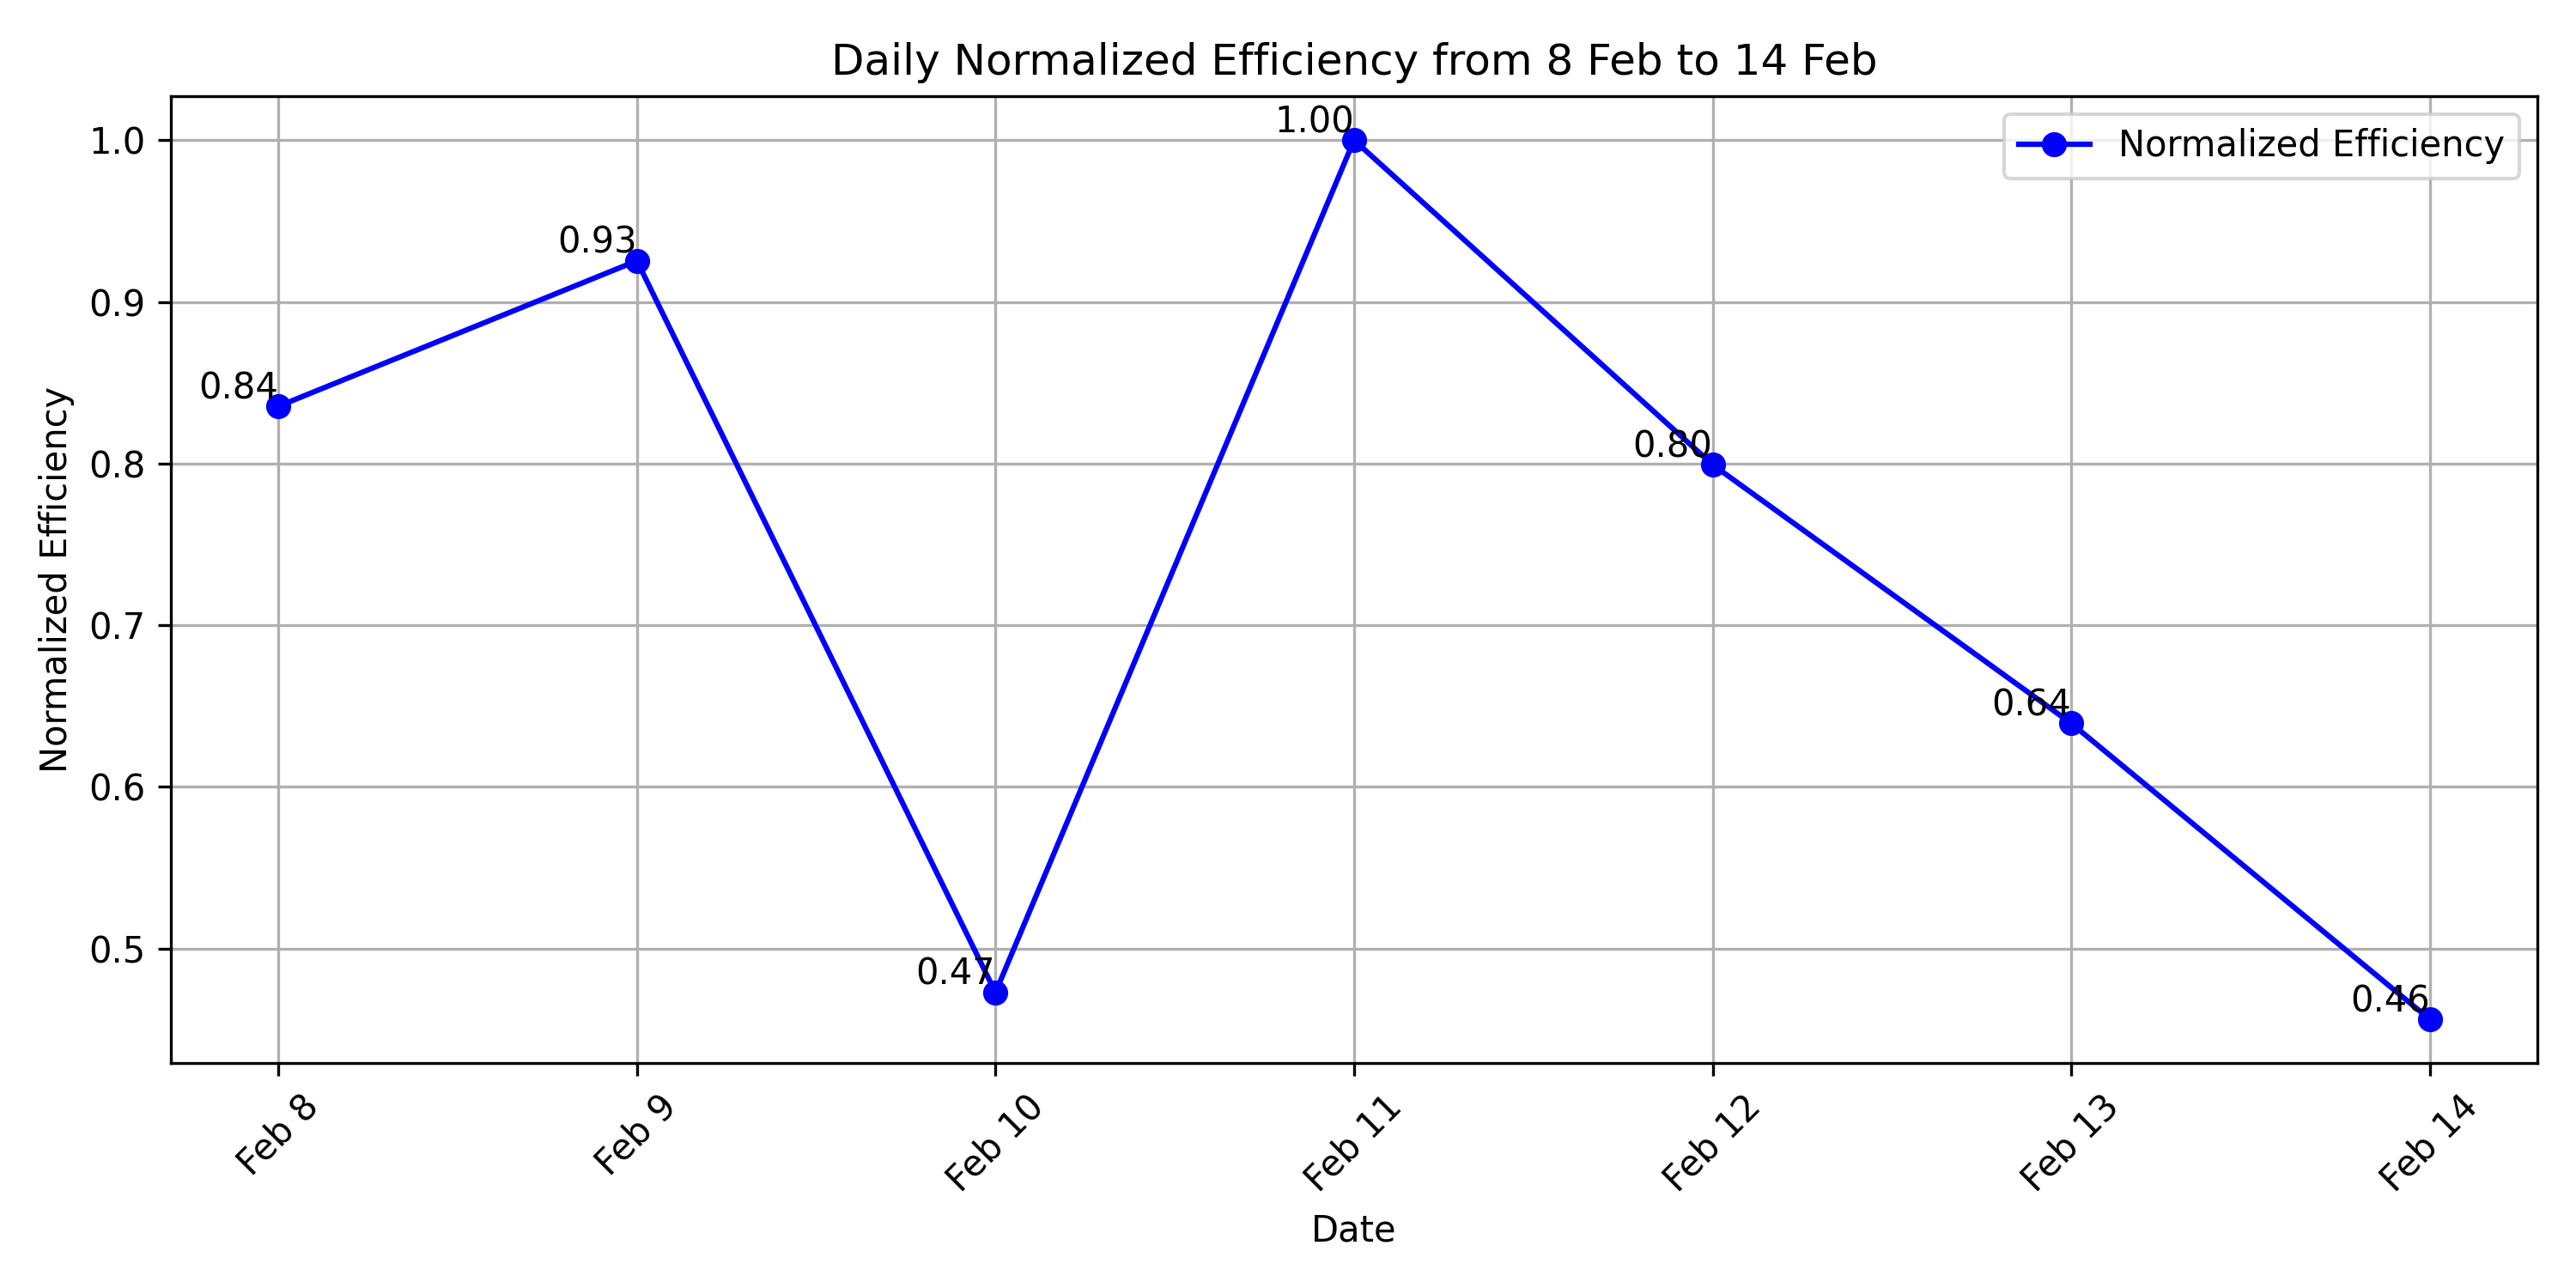 Daily Normalized Efficiency from 8 Feb to 14 Feb
Normalized Efficiency
Normalized Efficiency
1.0
0.9
0.8
0.7
0.6
0.5
0.84
0.93
0.47
1.00
0.80
0.64
0.46
Feb 8
Feb 9
Feb 10
Feb 11
Feb 12
Feb 13
Feb 14
Date